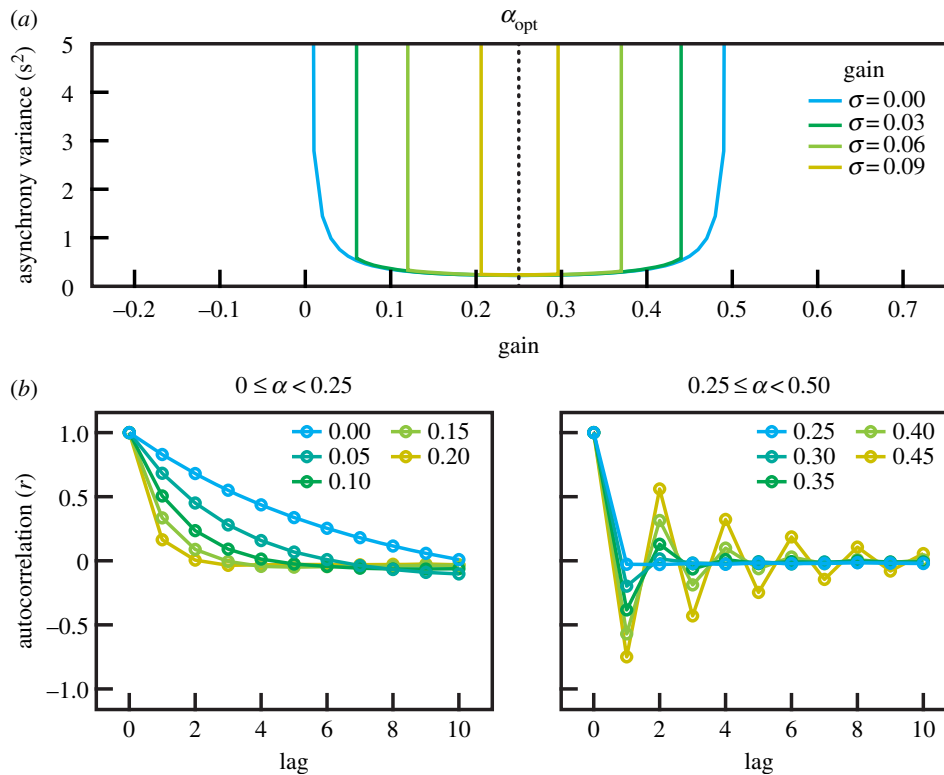 (a)
α_opt
asynchrony variance (s²)
5
4
3
2
1
0
gain
σ = 0.00
σ = 0.03
σ = 0.06
σ = 0.09
–0.2 –0.1 0 0.1 0.2 0.3 0.4 0.5 0.6 0.7
gain
(b)
0 ≤ α < 0.25
0.25 ≤ α < 0.50
autocorrelation (r)
1.0
0.5
0
–0.5
–1.0
0.00 0.15
0.05 0.20
0.10
0.25 0.40
0.30 0.45
0.35
0 2 4 6 8 10
0 2 4 6 8 10
lag
lag